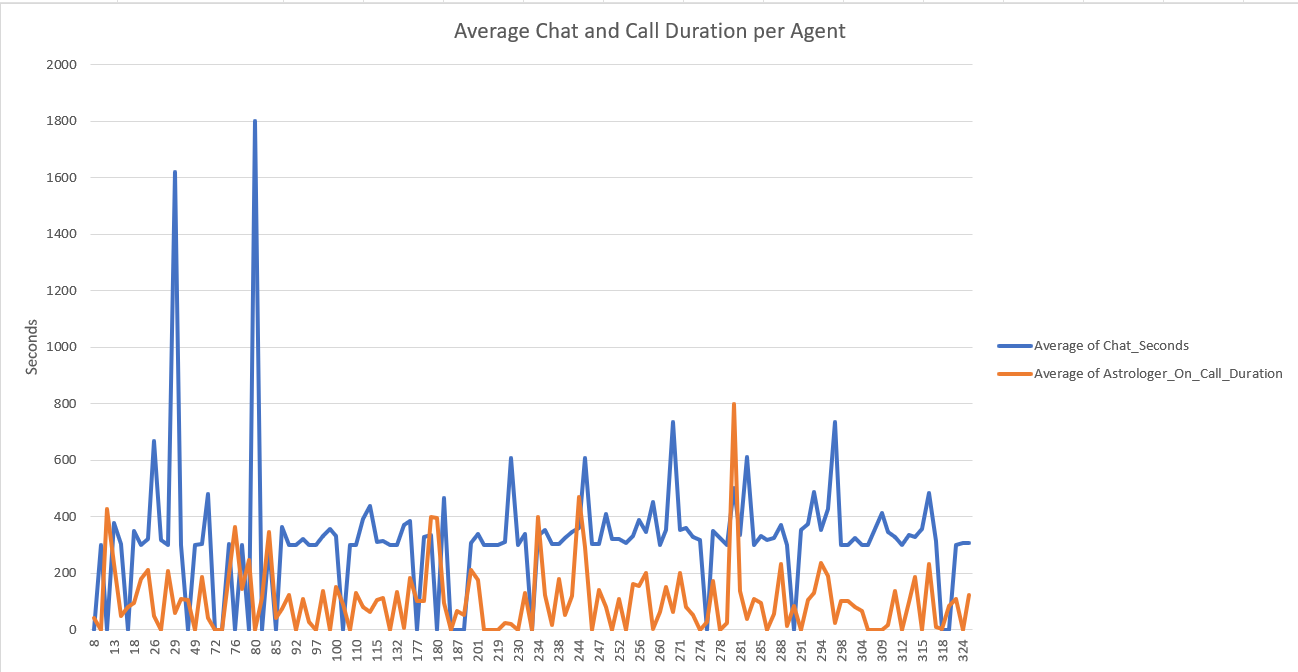 Average Chat and Call Duration per Agent
2000
1800
1600
1400
1200
1000
800
600
400
200
0
Seconds
8 13 18 26 29 49 72 76 80 85 92 97 100 110 115 132 177 180 187 201 219 230 234 238 244 247 252 256 260 271 274 278 281 285 288 291 294 298 304 309 312 315 318 324
Average of Chat_Seconds
Average of Astrologer_On_Call_Duration